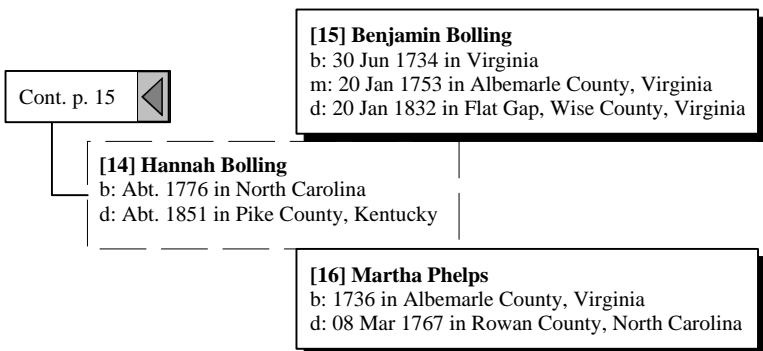 [15] Benjamin Bolling
b: 30 Jun 1734 in Virginia
m: 20 Jan 1753 in Albemarle County, Virginia
d: 20 Jan 1832 in Flat Gap, Wise County, Virginia
Cont. p. 15
[14] Hannah Bolling
b: Abt. 1776 in North Carolina
d: Abt. 1851 in Pike County, Kentucky
[16] Martha Phelps
b: 1736 in Albemarle County, Virginia
d: 08 Mar 1767 in Rowan County, North Carolina